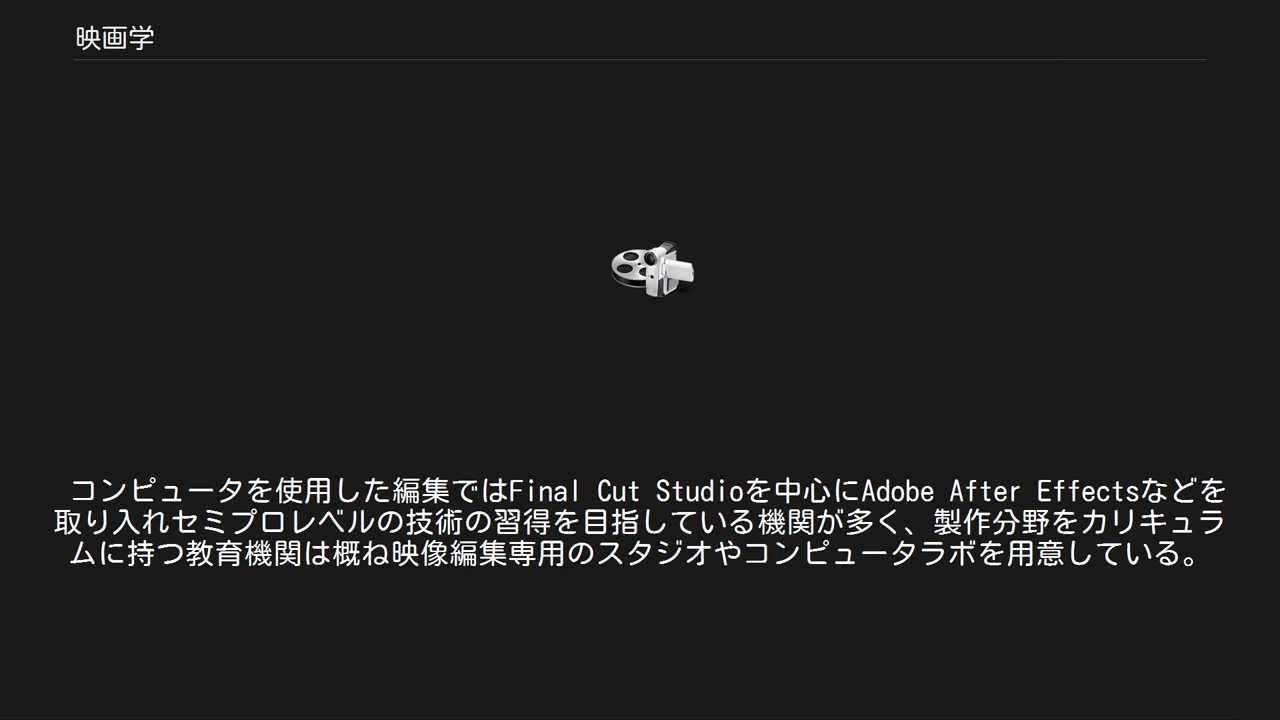 映画学
コンピュータを使用した編集ではFinal Cut Studioを中心にAdobe After Effectsなどを
取り入れセミプロレベルの技術の習得を目指している機関が多く、製作分野をカリキュラ
ムに持つ教育機関は概ね映像編集専用のスタジオやコンピュータラボを用意している。